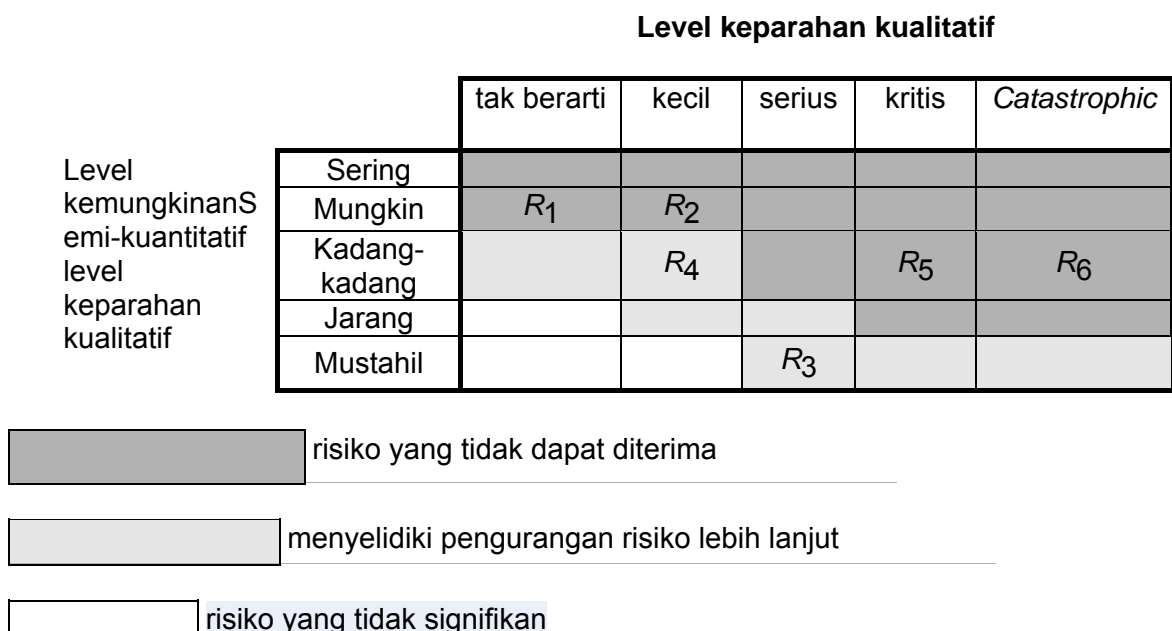 Level keparahan kualitatif
tak berarti kecil serius kritis Catastrophic
Level
kemungkinanS
emi-kuantitatif
level
keparahan
kualitatif
Sering
Mungkin R1 R2
Kadang-
kadang R4 R5 R6
Jarang
Mustahil R3
risiko yang tidak dapat diterima
menyelidiki pengurangan risiko lebih lanjut
risiko yang tidak signifikan